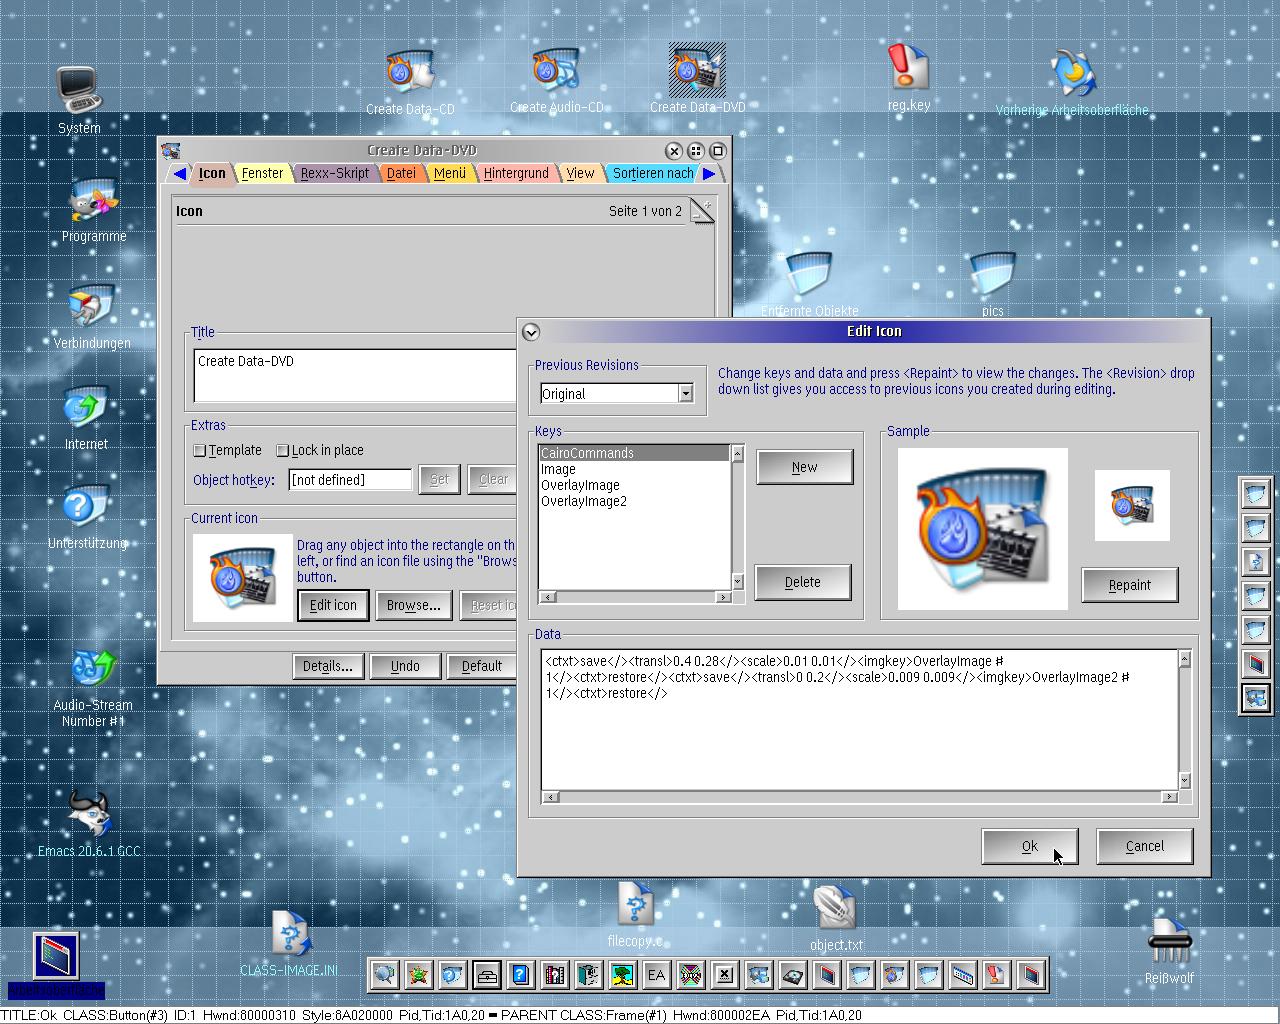 Create Data-CD
Create Audio-CD
Create Data-DVD
reg.key
Vorherige Arbeitsoberfläche
System
Programme
Verbindungen
Internet
Unterstützung
Audio-Stream
Number #1
Emacs 20.6.1 GCC
Create Data-DVD
Icon Fenster Rexx-Skript Datei Menü Hintergrund View Sortieren nach
Icon
Seite 1 von 2
Title
Create Data-DVD
Extras
Template
Lock in place
Object hotkey:
[not defined]
Set
Clear
Current icon
Drag any object into the rectangle on th
left, or find an icon file using the "Brows
button.
Edit icon
Browse...
Reset ic
Details...
Undo
Default
Entfernte Objekte
pics
Edit Icon
Previous Revisions
Original
Change keys and data and press <Repaint> to view the changes. The <Revision> drop
down list gives you access to previous icons you created during editing.
Keys
CairoCommands
Image
OverlayImage
OverlayImage2
New
Delete
Sample
Repaint
Data
<ctxt>save</><transl>0.4 0.28</><scale>0.01 0.01</><imgkey>OverlayImage #
1</><ctxt>restore</><ctxt>save</><transl>0 0.2</><scale>0.009 0.009</><imgkey>OverlayImage2 #
1</><ctxt>restore</>
Ok
Cancel
CLASS-IMAGE.INI
filecopy.c
object.txt
Reißwolf
Arbeitsoberfläche
EA
TITLE:Ok CLASS:Button(#3) ID:1 Hwnd:80000310 Style:8A020000 Pid,Tid:1A0,20 = PARENT CLASS:Frame(#1) Hwnd:800002EA Pid,Tid:1A0,20